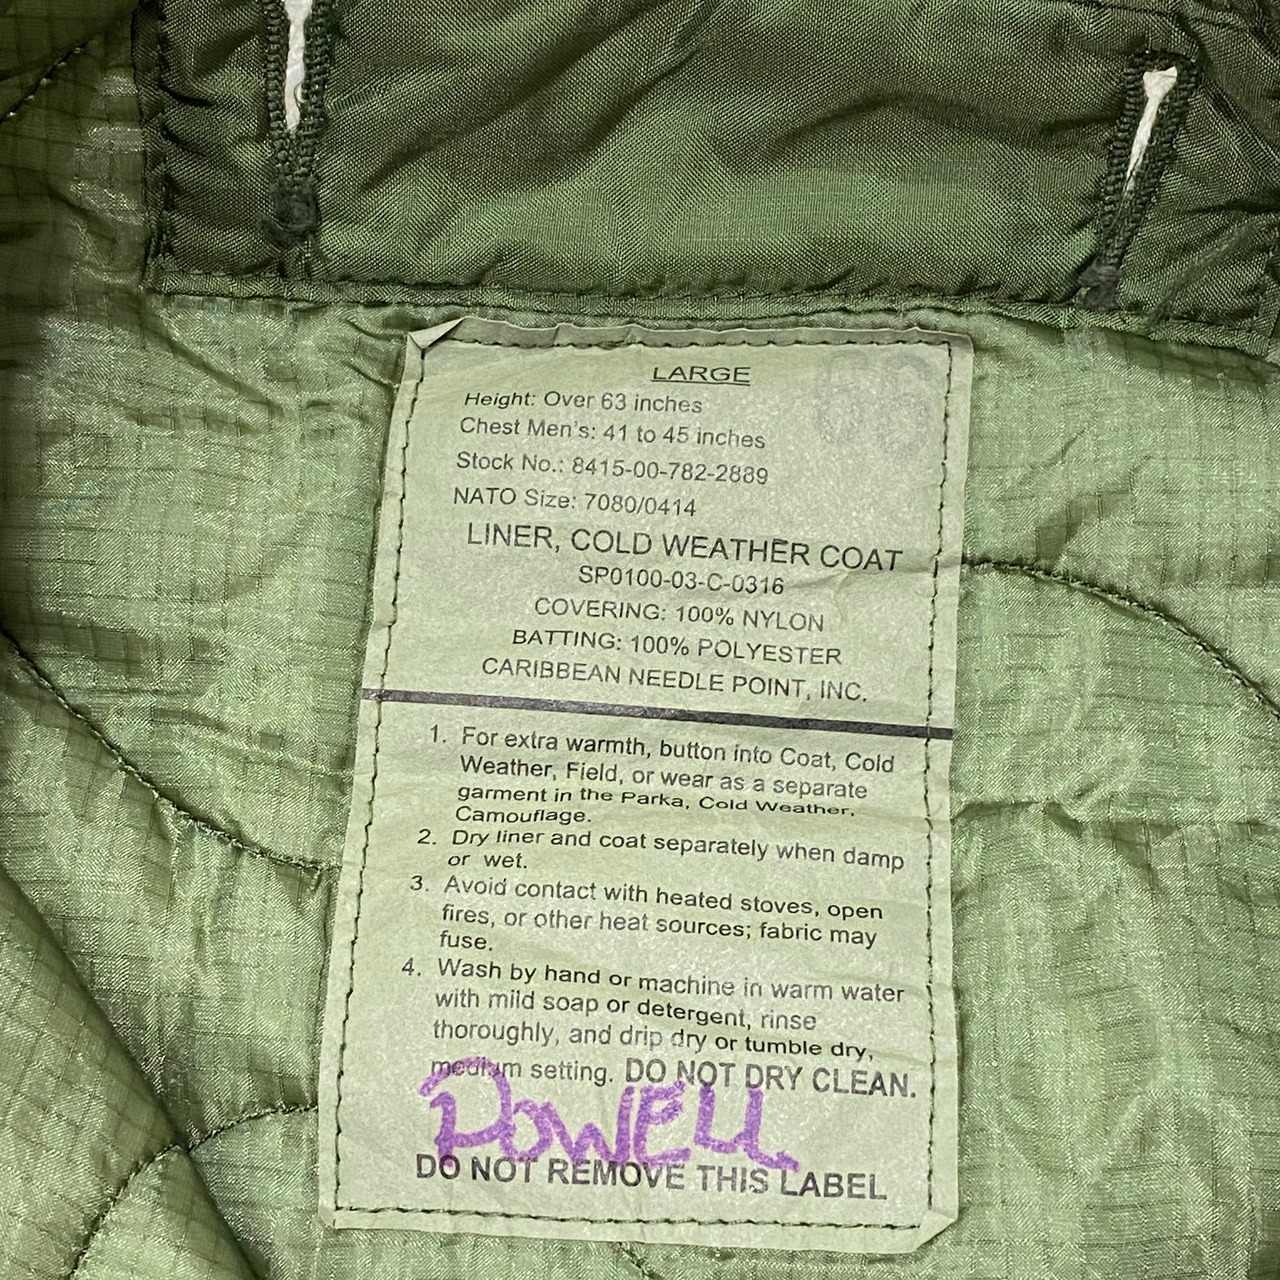 LARGE
Height: Over 63 inches
Chest Men's: 41 to 45 inches
Stock No.: 8415-00-782-2889
NATO Size: 7080/0414
LINER, COLD WEATHER COAT
SP0100-03-C-0316
COVERING: 100% NYLON
BATTING: 100% POLYESTER
CARIBBEAN NEEDLE POINT, INC.
1. For extra warmth, button into Coat, Cold
Weather, Field, or wear as a separate
garment in the Parka, Cold Weather,
Camouflage.
2. Dry liner and coat separately when damp
or wet.
3. Avoid contact with heated stoves, open
fires, or other heat sources; fabric may
fuse.
4. Wash by hand or machine in warm water
with mild soap or detergent, rinse
thoroughly, and drip dry or tumble dry,
medium setting. DO NOT DRY CLEAN.
POWELL
DO NOT REMOVE THIS LABEL